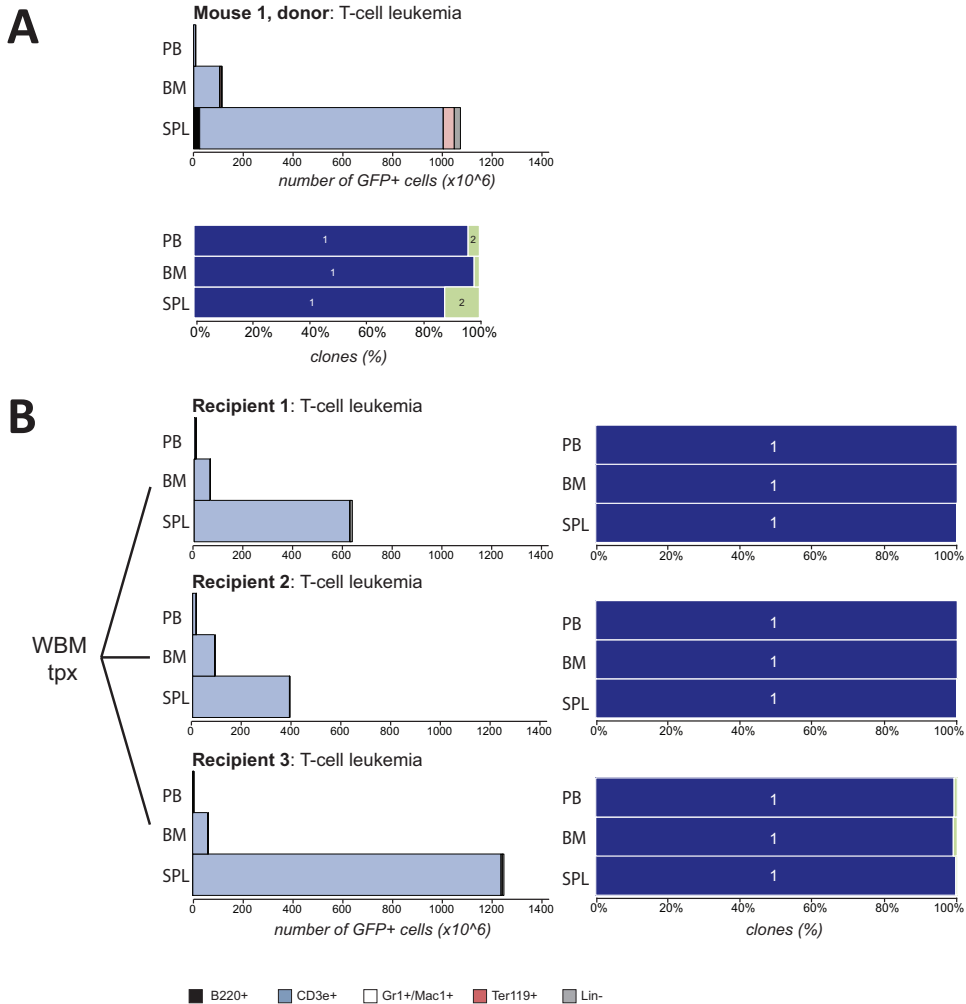 A
Mouse 1, donor: T-cell leukemia
PB
BM
SPL
0 200 400 600 800 1000 1200 1400
number of GFP+ cells (x10^6)
PB 1 2
BM 1
SPL 1 2
0% 20% 40% 60% 80% 100%
clones (%)
B
WBM
tpx
Recipient 1: T-cell leukemia
PB
BM
SPL
0 200 400 600 800 1000 1200 1400
PB 1
BM 1
SPL 1
0% 20% 40% 60% 80% 100%
Recipient 2: T-cell leukemia
PB
BM
SPL
0 200 400 600 800 1000 1200 1400
PB 1
BM 1
SPL 1
0% 20% 40% 60% 80% 100%
Recipient 3: T-cell leukemia
PB
BM
SPL
0 200 400 600 800 1000 1200 1400
number of GFP+ cells (x10^6)
PB 1
BM 1
SPL 1
0% 20% 40% 60% 80% 100%
clones (%)
B220+ CD3e+ Gr1+/Mac1+ Ter119+ Lin-